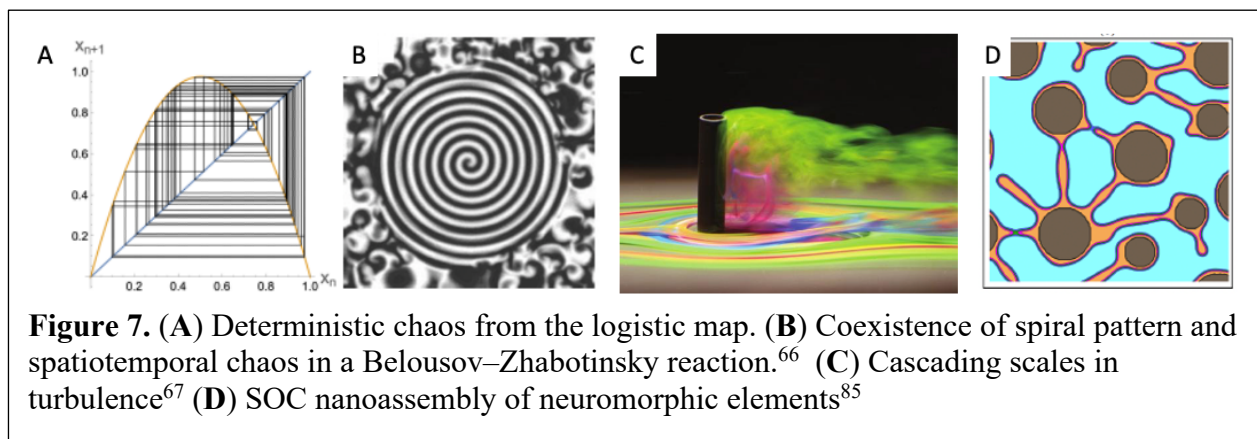 A
B
C
D
Xn+1
1.0
0.8
0.6
0.4
0.2
0.2 0.4 0.6 0.8 1.0
Xn
Figure 7. (A) Deterministic chaos from the logistic map. (B) Coexistence of spiral pattern and
spatiotemporal chaos in a Belousov–Zhabotinsky reaction.66 (C) Cascading scales in
turbulence67 (D) SOC nanoassembly of neuromorphic elements85